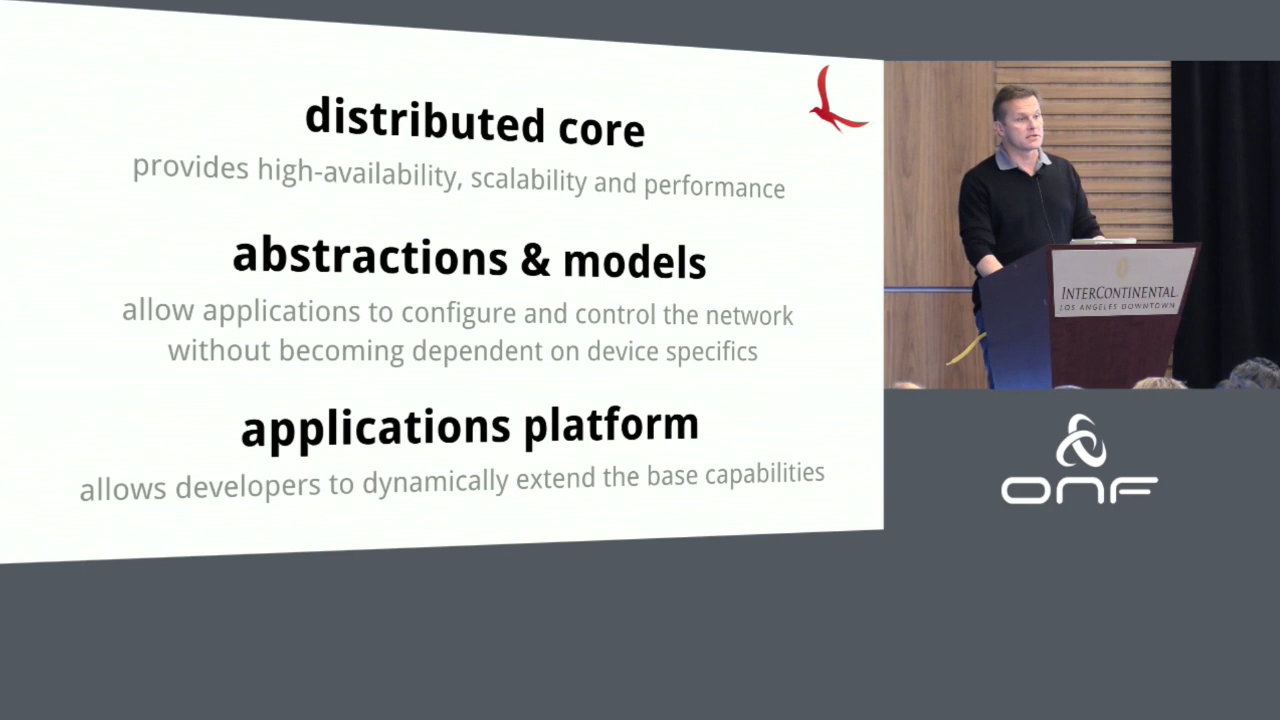 distributed core
provides high-availability, scalability and performance
abstractions & models
allow applications to configure and control the network
without becoming dependent on device specifics
applications platform
allows developers to dynamically extend the base capabilities
INTERCONTINENTAL.
LOS ANGELES DOWNTOWN
ONF